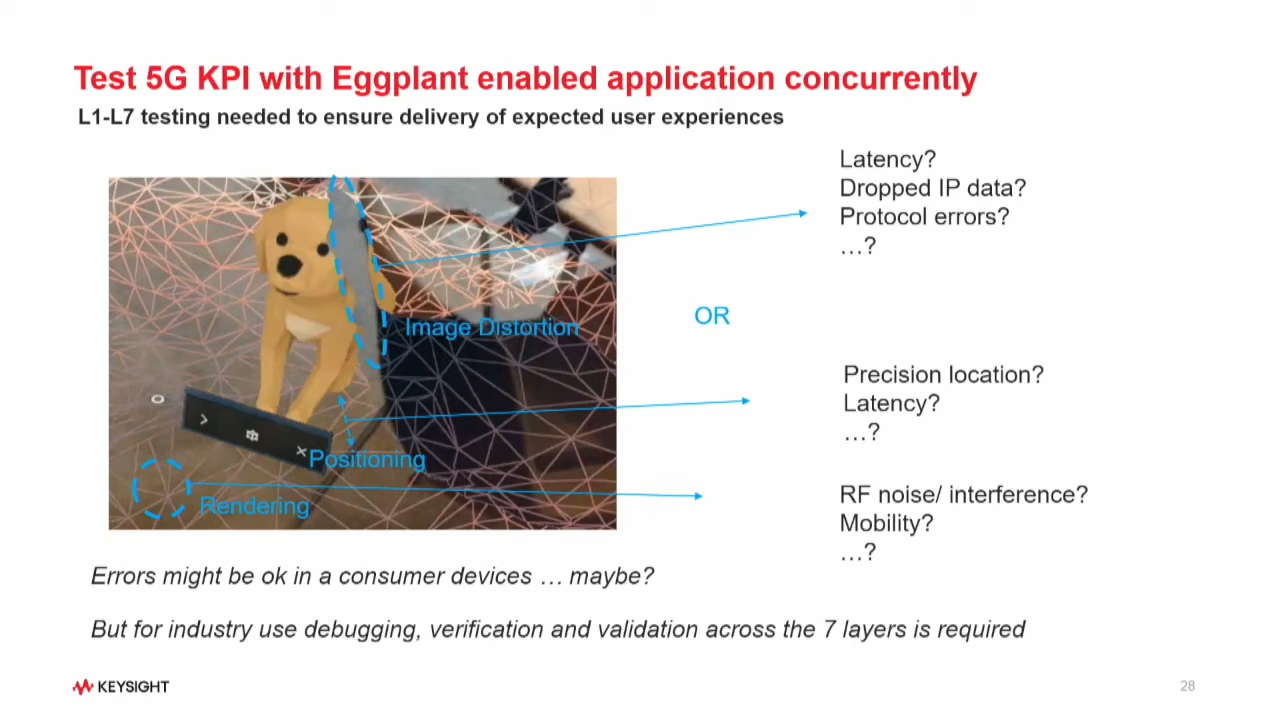 Test 5G KPI with Eggplant enabled application concurrently
L1-L7 testing needed to ensure delivery of expected user experiences
Latency?
Dropped IP data?
Protocol errors?
…?
Image Distortion
OR
Precision location?
Latency?
…?
Positioning
Rendering
RF noise/ interference?
Mobility?
…?
Errors might be ok in a consumer devices … maybe?
But for industry use debugging, verification and validation across the 7 layers is required
KEYSIGHT
28